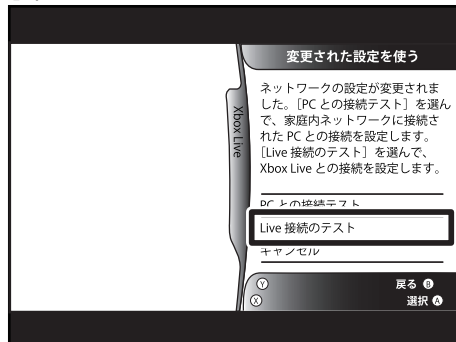 変更された設定を使う
Xbox Live
ネットワークの設定が変更されま
した。［PC との接続テスト］を選ん
で、家庭内ネットワークに接続さ
れた PC との接続を設定します。
［Live 接続のテスト］を選んで、
Xbox Live との接続を設定します。
PC との接続テスト
Live 接続のテスト
キャンセル
Ⓨ 戻る Ⓑ
Ⓧ 選択 Ⓐ